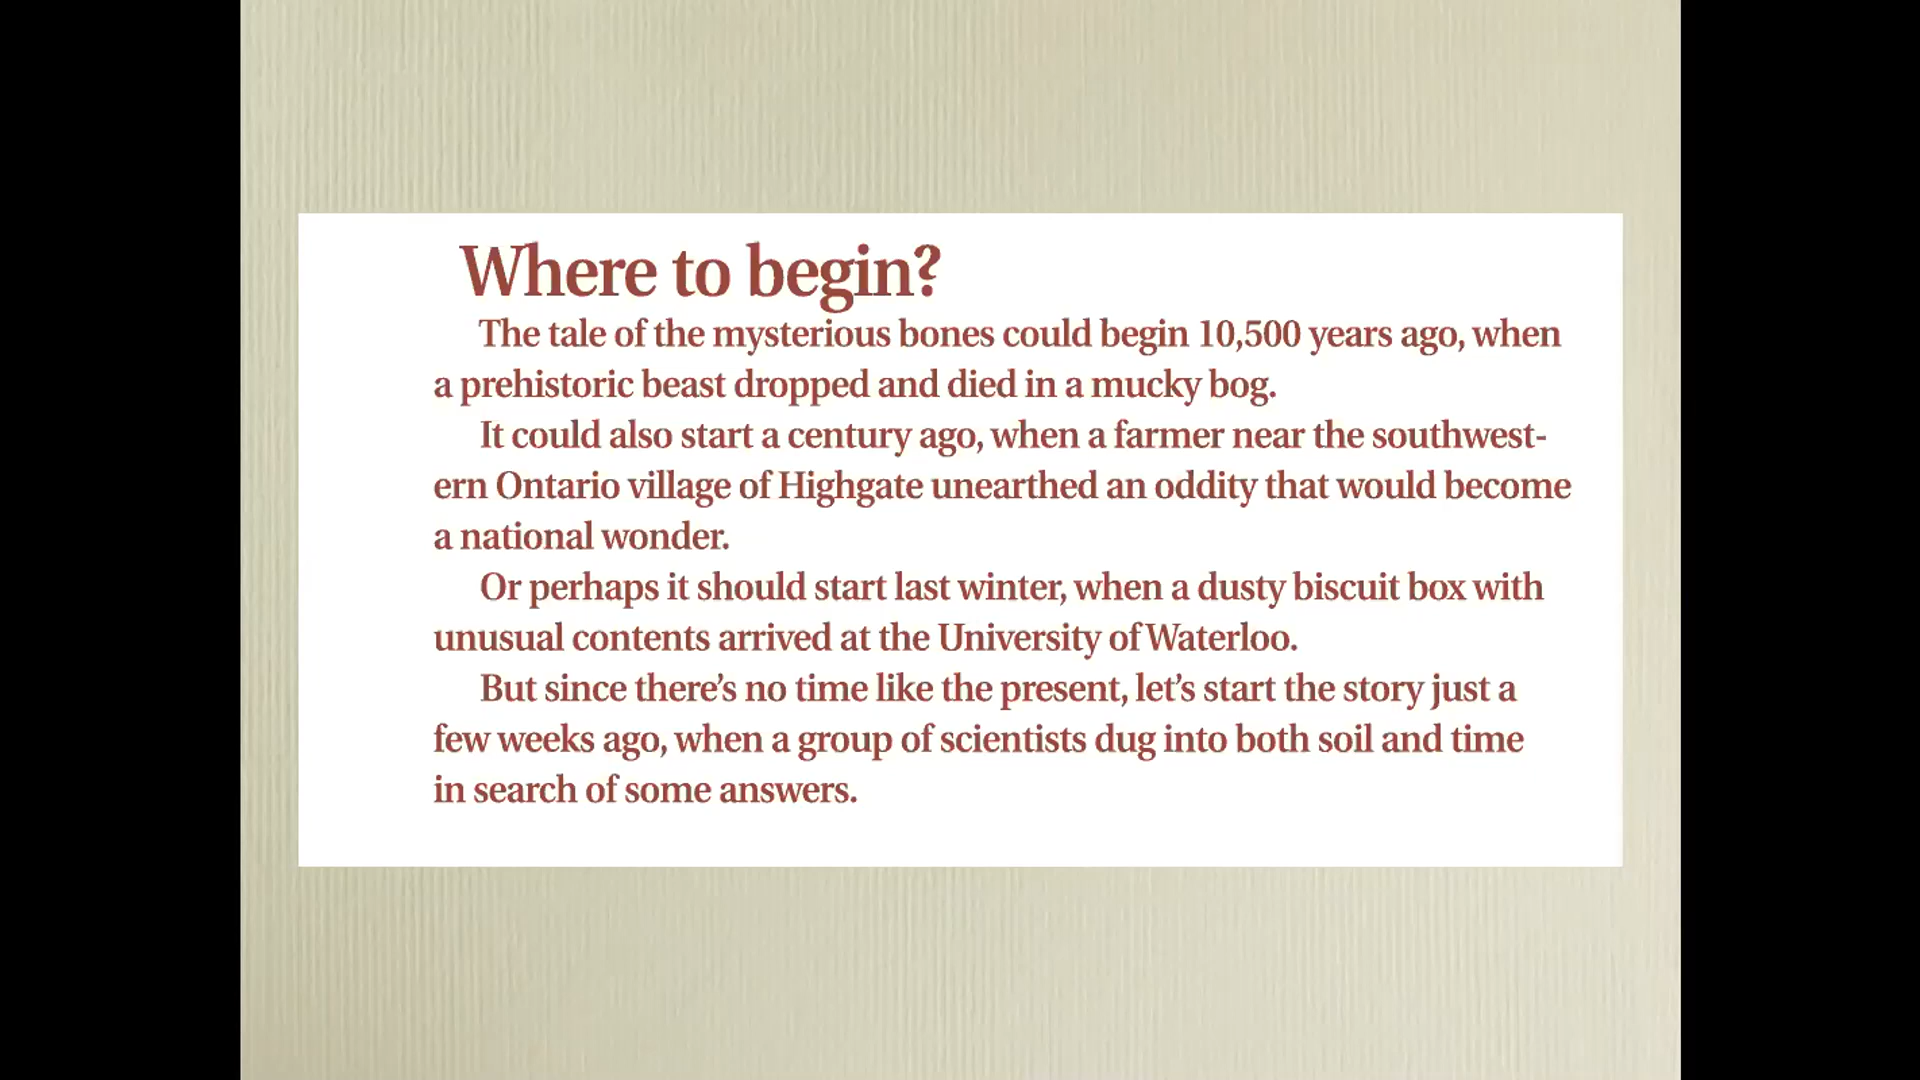 Where to begin?
The tale of the mysterious bones could begin 10,500 years ago, when
a prehistoric beast dropped and died in a mucky bog.
It could also start a century ago, when a farmer near the southwest-
ern Ontario village of Highgate unearthed an oddity that would become
a national wonder.
Or perhaps it should start last winter, when a dusty biscuit box with
unusual contents arrived at the University of Waterloo.
But since there’s no time like the present, let’s start the story just a
few weeks ago, when a group of scientists dug into both soil and time
in search of some answers.